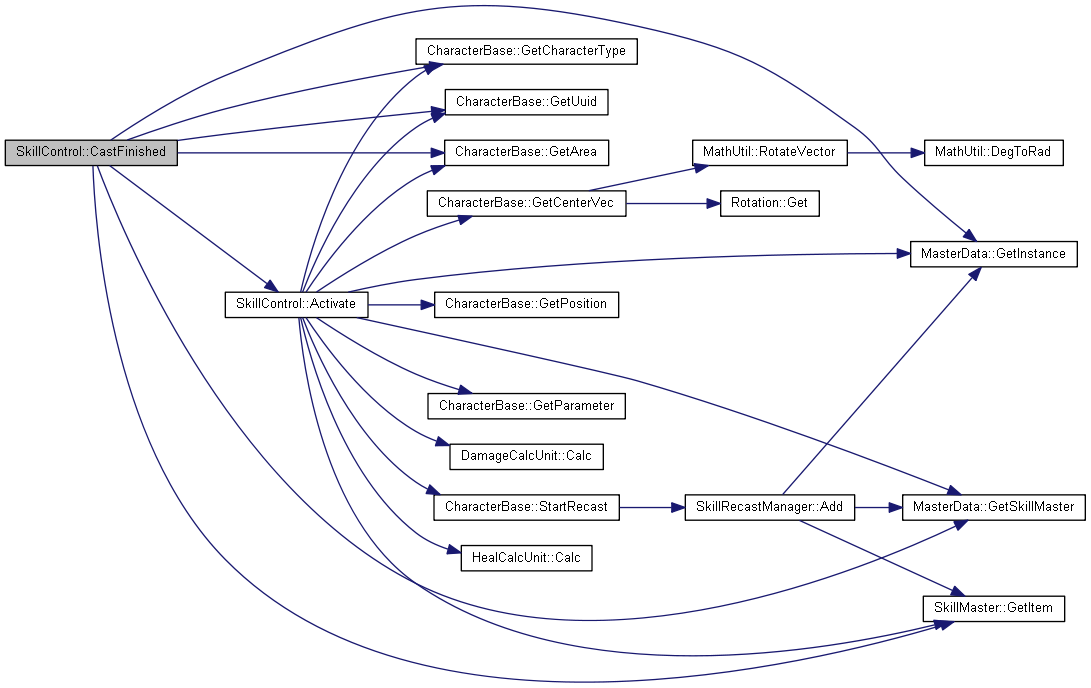 CharacterBase::GetCharacterType
CharacterBase::GetUuid
SkillControl::CastFinished
CharacterBase::GetArea
MathUtil::RotateVector
MathUtil::DegToRad
CharacterBase::GetCenterVec
Rotation::Get
MasterData::GetInstance
SkillControl::Activate
CharacterBase::GetPosition
CharacterBase::GetParameter
DamageCalcUnit::Calc
CharacterBase::StartRecast
SkillRecastManager::Add
MasterData::GetSkillMaster
HealCalcUnit::Calc
SkillMaster::GetItem